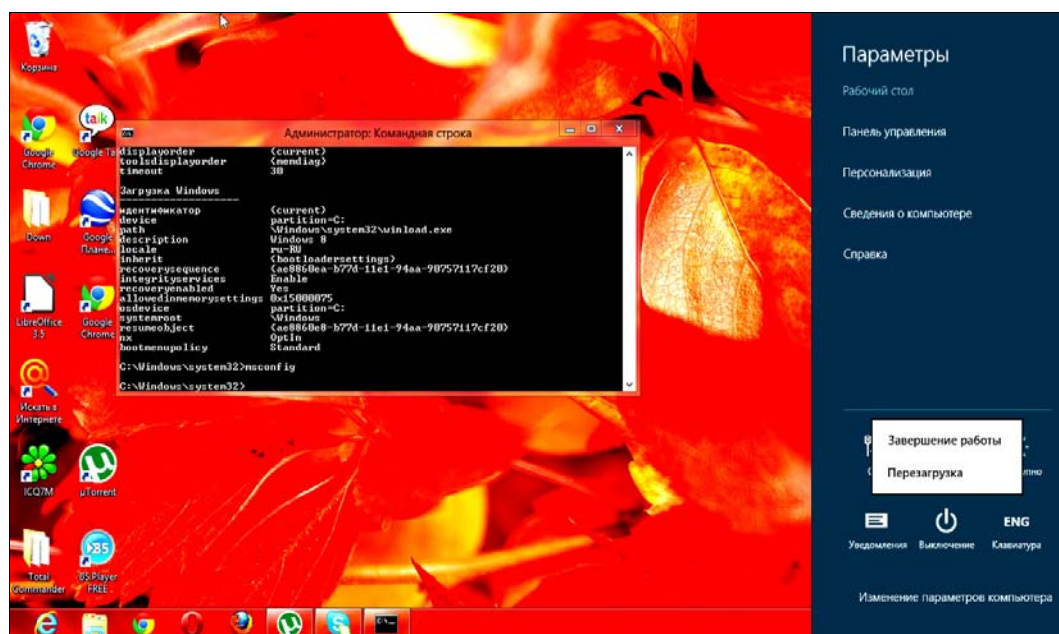 Корзина
Google Chrome
talk
Google Ta
Down
Google Плане...
LibreOffice 3.5
Google Chrome
Искать в Интернете
ICQ7M
µTorrent
Total Commander
BS.Player FREE
Администратор: Командная строка
displayorder {current}
toolsdisplayorder {memdiag}
timeout 30
Загрузка Windows
-------------------
идентификатор {current}
device partition=C:
path \Windows\system32\winload.exe
description Windows 8
locale ru-RU
inherit {bootloadersettings}
recoverysequence {ae8860ea-b77d-11e1-94aa-90757117cf20}
integrityservices Enable
recoveryenabled Yes
allowedinmemorysettings 0x15000075
osdevice partition=C:
systemroot \Windows
resumeobject {ae8860e8-b77d-11e1-94aa-90757117cf20}
nx OptIn
bootmenupolicy Standard
C:\Windows\system32>msconfig
C:\Windows\system32>
Параметры
Рабочий стол
Панель управления
Персонализация
Сведения о компьютере
Справка
Завершение работы
Перезагрузка
Уведомления
Выключение
ENG
Клавиатура
Изменение параметров компьютера